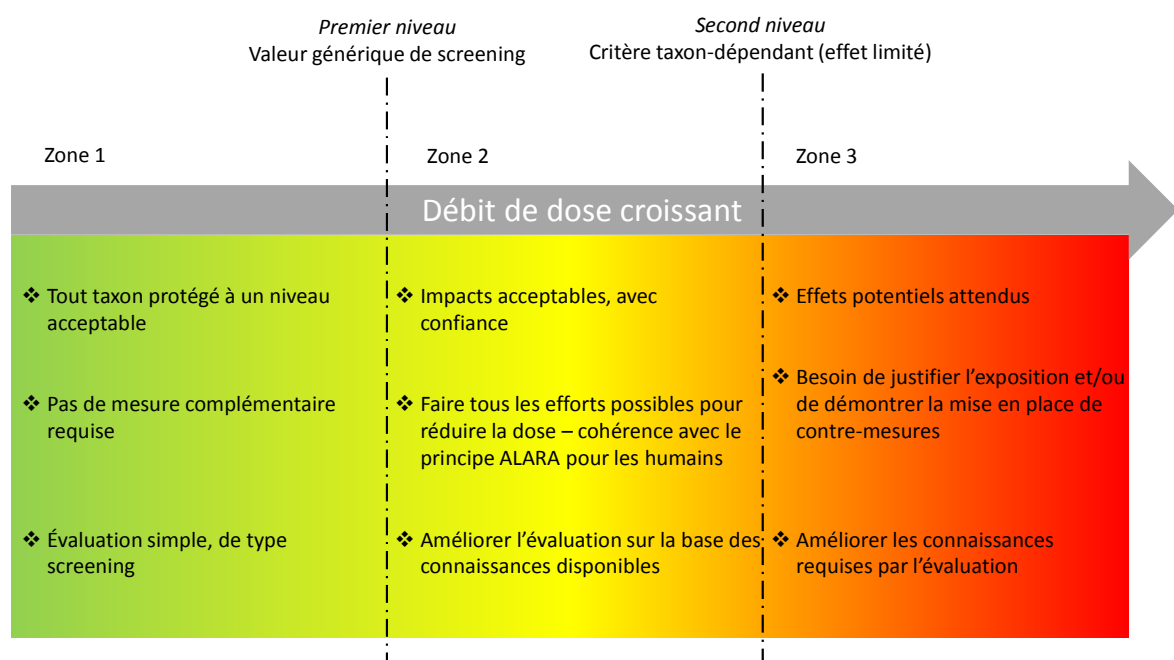 Premier niveau
Valeur générique de screening
Second niveau
Critère taxon-dépendant (effet limité)
Zone 1
Zone 2
Zone 3
Débit de dose croissant
❖ Tout taxon protégé à un niveau
acceptable
❖ Pas de mesure complémentaire
requise
❖ Évaluation simple, de type
screening
❖ Impacts acceptables, avec
confiance
❖ Faire tous les efforts possibles pour
réduire la dose – cohérence avec le
principe ALARA pour les humains
❖ Améliorer l’évaluation sur la base des
connaissances disponibles
❖ Effets potentiels attendus
❖ Besoin de justifier l’exposition et/ou
de démontrer la mise en place de
contre-mesures
❖ Améliorer les connaissances
requises par l’évaluation